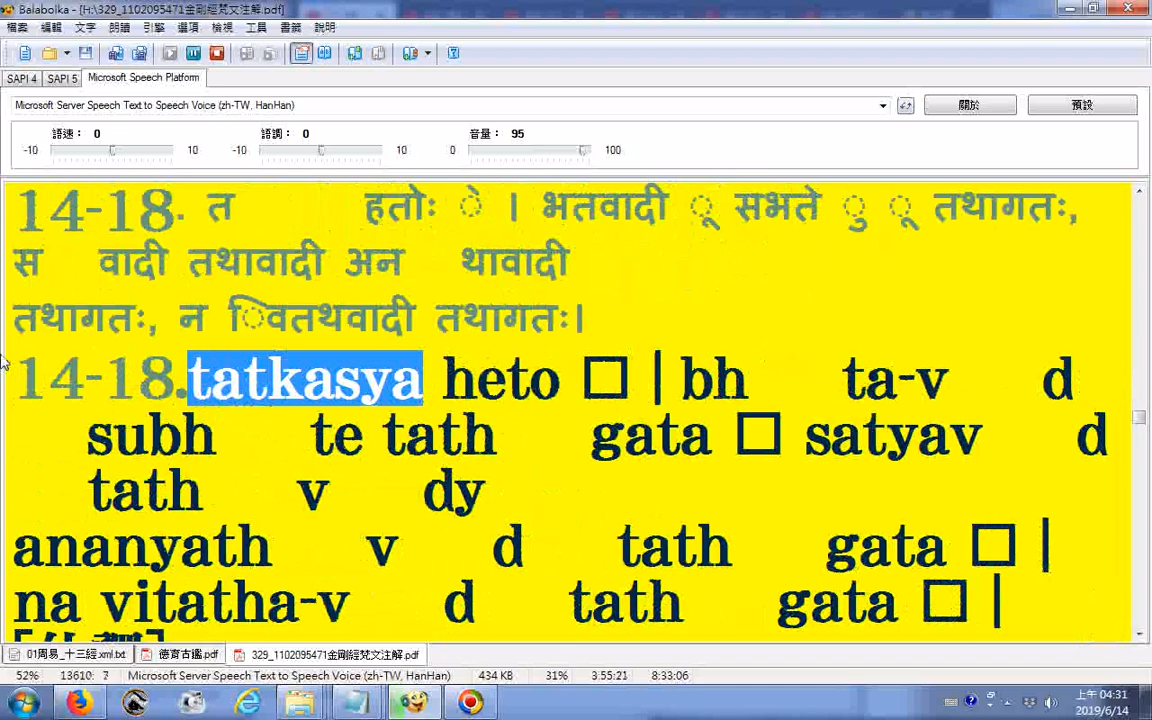 Balabolka - [H:\329_1102095471金剛經梵文注解.pdf]
檔案 編輯 文字 朗讀 引擎 選項 檢視 工具 書籤 說明
SAPI 4 SAPI 5 Microsoft Speech Platform
Microsoft Server Speech Text to Speech Voice (zh-TW, HanHan) 關於 預設
語速： 0 語調： 0 音量： 95
-10 10 -10 10 0 100
14-18. त हतोः े । भतवादी ू सभते ु ू तथागतः,
स वादी तथावादी अन थावादी
तथागतः, न िवतथवादी तथागतः।
14-18.tatkasya heto □ | bh ta-v d
subh te tath gata □ satyav d
tath v dy
ananyath v d tath gata □ |
na vitatha-v d tath gata □ |
01周易_十三經.xml.txt 德育古鑑.pdf 329_1102095471金剛經梵文注解.pdf
52% 13610: 7 Microsoft Server Speech Text to Speech Voice (zh-TW, HanHan) 434 KB 31% 3:55:21 8:33:06
上午 04:31
2019/6/14